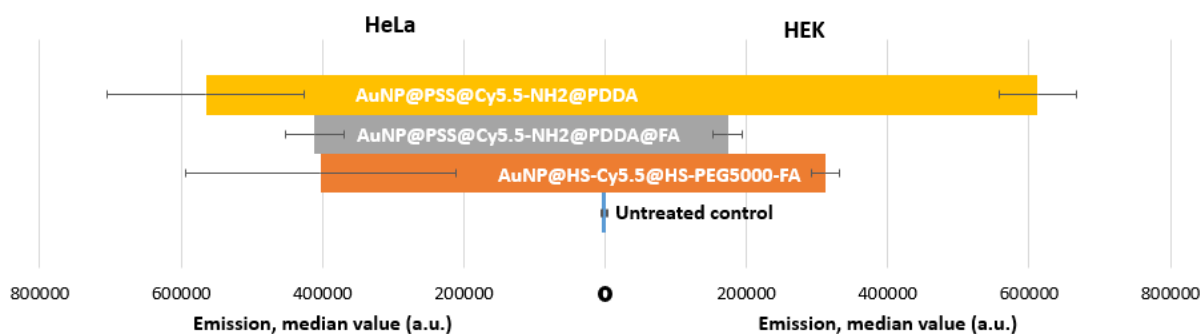 HeLa HEK
AuNP@PSS@Cy5.5-NH2@PDDA
AuNP@PSS@Cy5.5-NH2@PDDA@FA
AuNP@HS-Cy5.5@HS-PEG5000-FA
Untreated control
800000 600000 400000 200000 0 200000 400000 600000 800000
Emission, median value (a.u.) Emission, median value (a.u.)